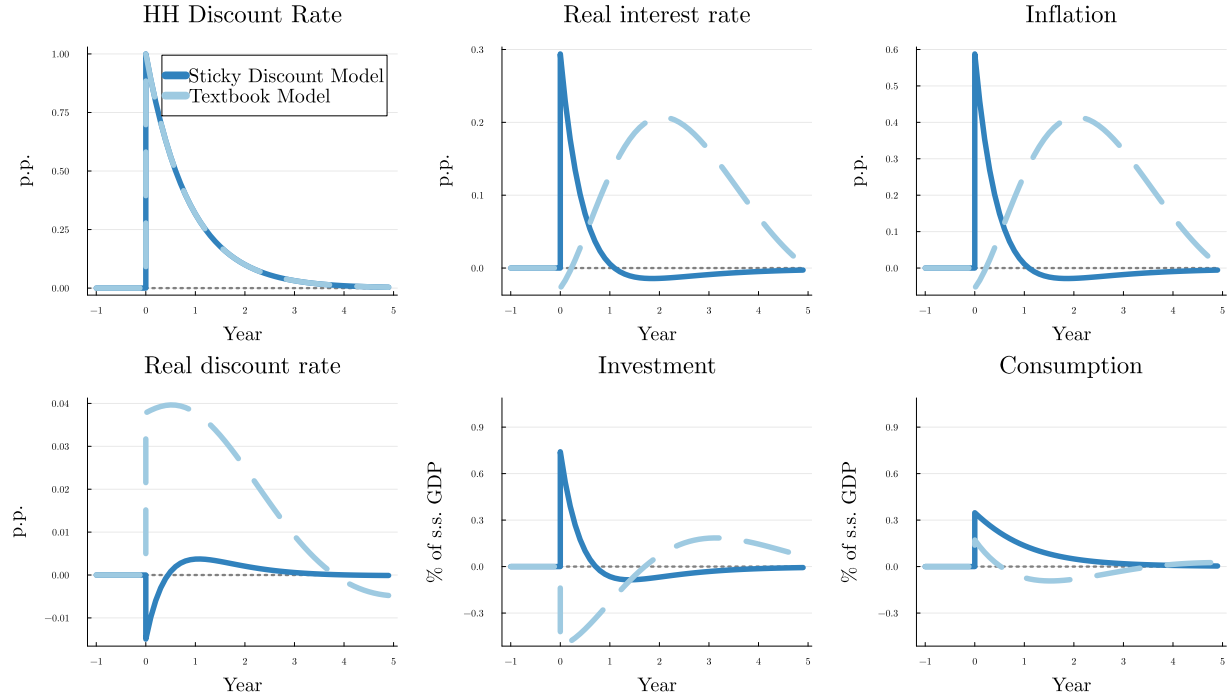 HH Discount Rate
Real interest rate
Inflation
1.00
0.75
0.50
0.25
0.00
p.p.
−1 0 1 2 3 4 5
Year
Sticky Discount Model
Textbook Model
0.3
0.2
0.1
0.0
p.p.
−1 0 1 2 3 4 5
Year
0.6
0.5
0.4
0.3
0.2
0.1
0.0
p.p.
−1 0 1 2 3 4 5
Year
Real discount rate
Investment
Consumption
0.04
0.03
0.02
0.01
0.00
−0.01
p.p.
−1 0 1 2 3 4 5
Year
0.9
0.6
0.3
0.0
−0.3
% of s.s. GDP
−1 0 1 2 3 4 5
Year
0.9
0.6
0.3
0.0
−0.3
% of s.s. GDP
−1 0 1 2 3 4 5
Year